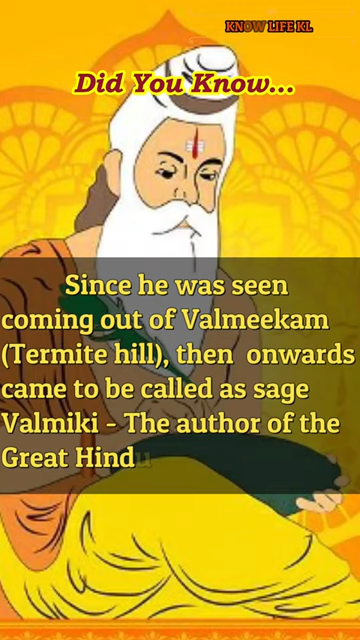 KNOW LIFE KL
Did You Know...
Since he was seen
coming out of Valmeekam
(Termite hill), then onwards
came to be called as sage
Valmiki - The author of the
Great Hindu